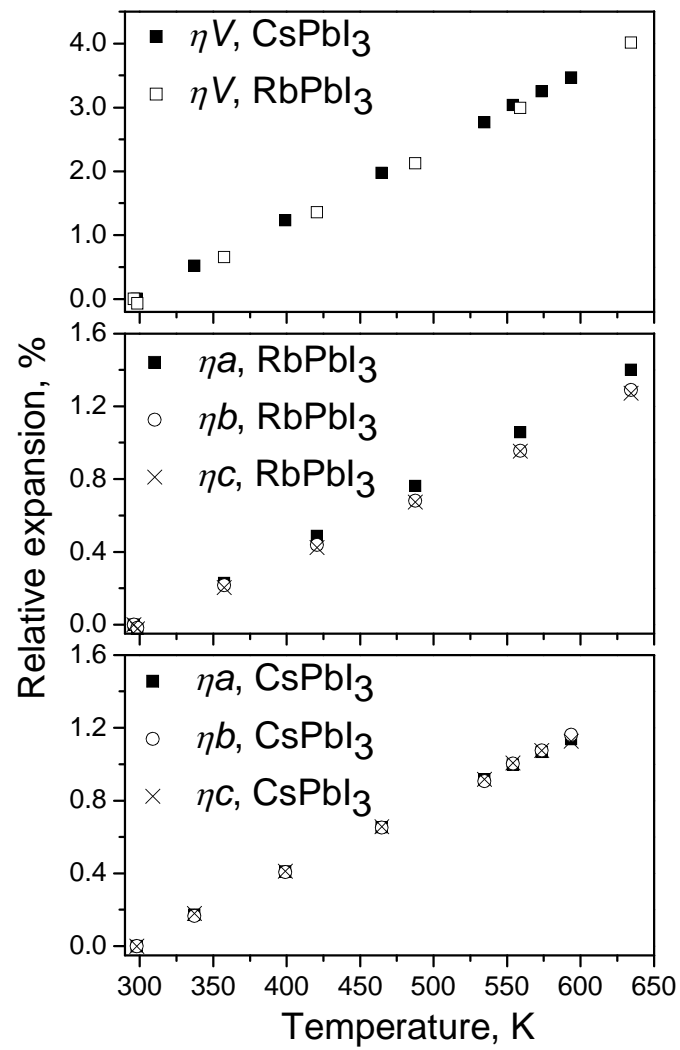 4.0
3.0
2.0
1.0
0.0
ηV, CsPbI3
ηV, RbPbI3
1.6
1.2
0.8
0.4
0.0
ηa, RbPbI3
ηb, RbPbI3
ηc, RbPbI3
Relative expansion, %
1.6
1.2
0.8
0.4
0.0
ηa, CsPbI3
ηb, CsPbI3
ηc, CsPbI3
300 350 400 450 500 550 600 650
Temperature, K